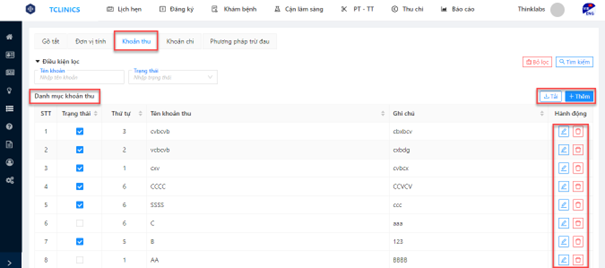 TCLINICS Lịch hẹn Đăng ký Khám bệnh Cận lâm sàng PT - TT Thu chi Báo cáo Thinklabs
Gõ tắt Đơn vị tính Khoản thu Khoản chi Phương pháp trừ đau
Điều kiện lọc
Bỏ lọc Tìm kiếm
Tên khoản Trạng thái
Nhập tên khoản Nhập trạng thái
Danh mục khoản thu Tải + Thêm
STT Trạng thái Thứ tự Tên khoản thu Ghi chú Hành động
1 3 cvbcvb cbxbcv
2 2 vcbcvb cxbdg
3 1 cxv cvbcx
4 6 CCCC CCVCV
5 6 SSSS ccc
6 6 C aaa
7 5 B 123
8 1 AA BBBB